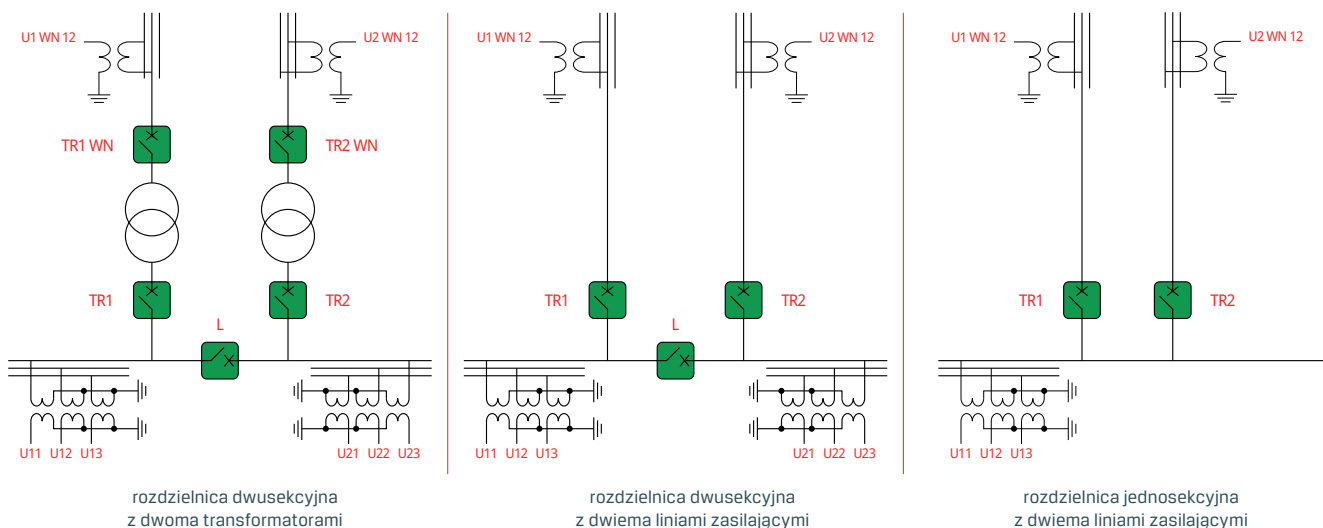 U1 WN 12
U2 WN 12
TR1 WN
TR2 WN
TR1
TR2
L
U11 U12 U13
U21 U22 U23
rozdzielnica dwusekcyjna
z dwoma transformatorami
U1 WN 12
U2 WN 12
TR1
TR2
L
U11 U12 U13
U21 U22 U23
rozdzielnica dwusekcyjna
z dwiema liniami zasilającymi
U1 WN 12
U2 WN 12
TR1
TR2
U11 U12 U13
rozdzielnica jednosekcyjna
z dwiema liniami zasilającymi